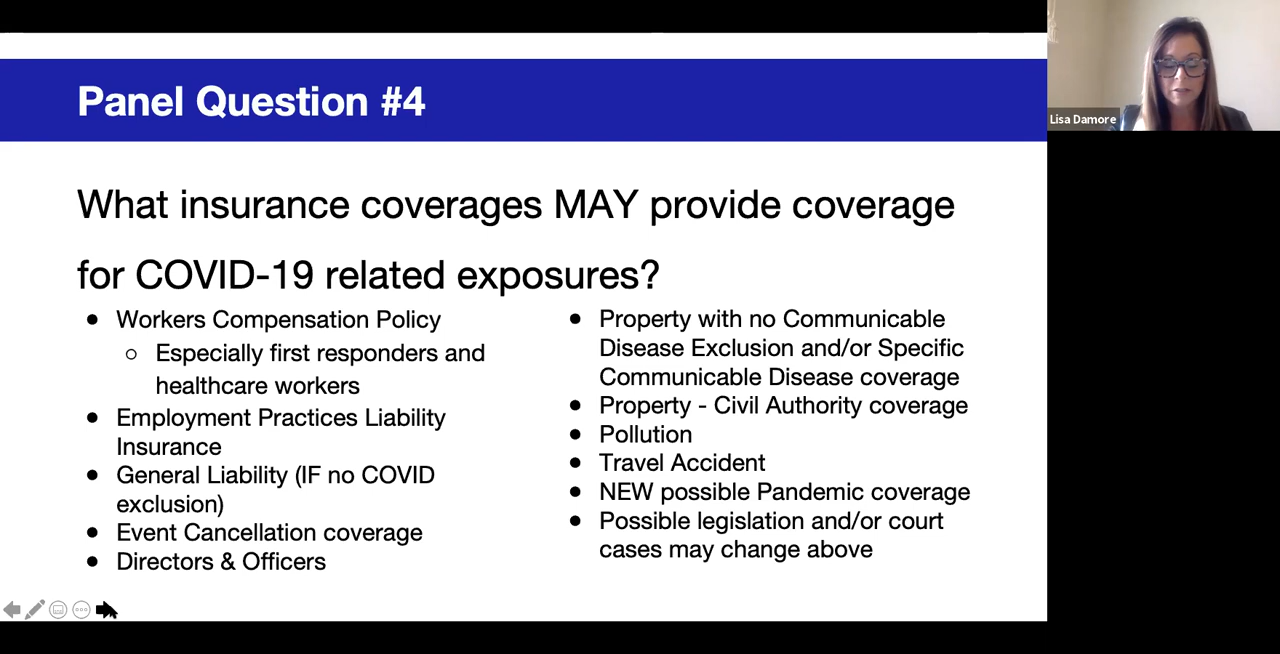 Panel Question #4
What insurance coverages MAY provide coverage
for COVID-19 related exposures?
● Workers Compensation Policy
○ Especially first responders and
healthcare workers
● Employment Practices Liability
Insurance
● General Liability (IF no COVID
exclusion)
● Event Cancellation coverage
● Directors & Officers
● Property with no Communicable
Disease Exclusion and/or Specific
Communicable Disease coverage
● Property - Civil Authority coverage
● Pollution
● Travel Accident
● NEW possible Pandemic coverage
● Possible legislation and/or court
cases may change above
Lisa Damore